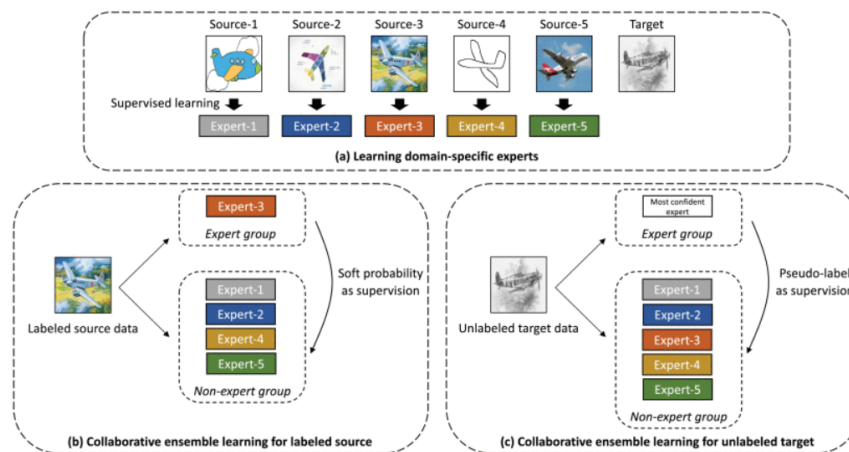 Source-1 Source-2 Source-3 Source-4 Source-5 Target
Supervised learning
Expert-1 Expert-2 Expert-3 Expert-4 Expert-5
(a) Learning domain-specific experts
Expert-3
Expert group
Labeled source data
Soft probability
as supervision
Expert-1
Expert-2
Expert-4
Expert-5
Non-expert group
(b) Collaborative ensemble learning for labeled source
Most confident
expert
Expert group
Unlabeled target data
Pseudo-label
as supervision
Expert-1
Expert-2
Expert-3
Expert-4
Expert-5
Non-expert group
(c) Collaborative ensemble learning for unlabeled target